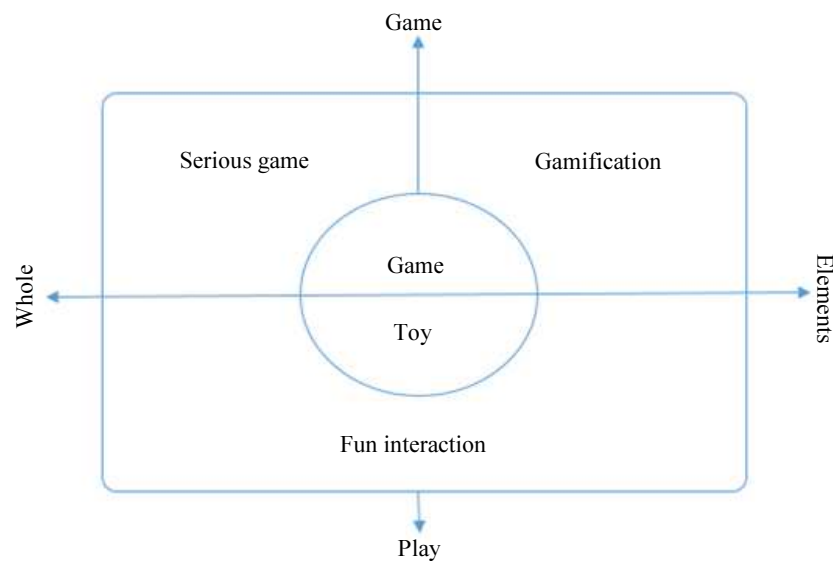 Game
Serious game
Gamification
Game
Whole
Elements
Toy
Fun interaction
Play